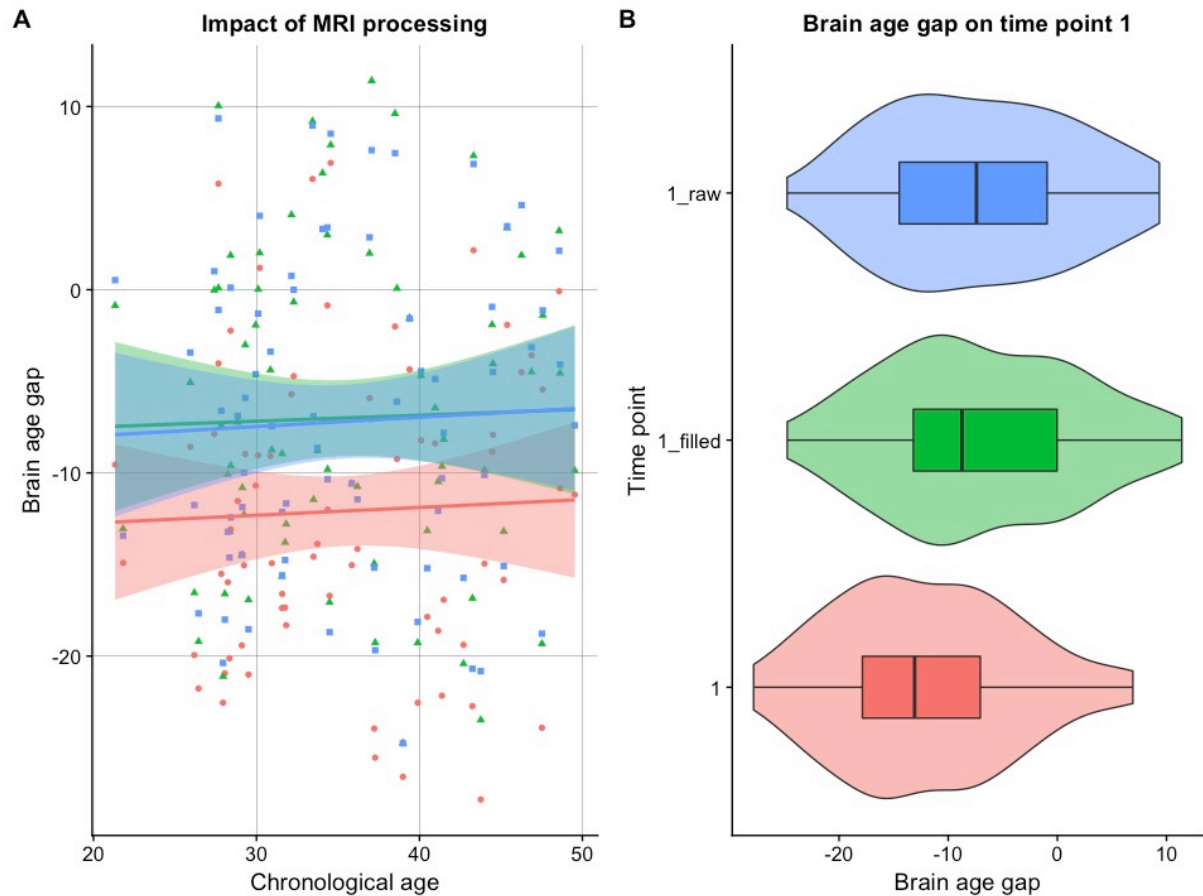 A
Impact of MRI processing
Brain age gap
10
0
-10
-20
20
30
40
50
Chronological age
B
Brain age gap on time point 1
Time point
1_raw
1_filled
1
-20
-10
0
10
Brain age gap